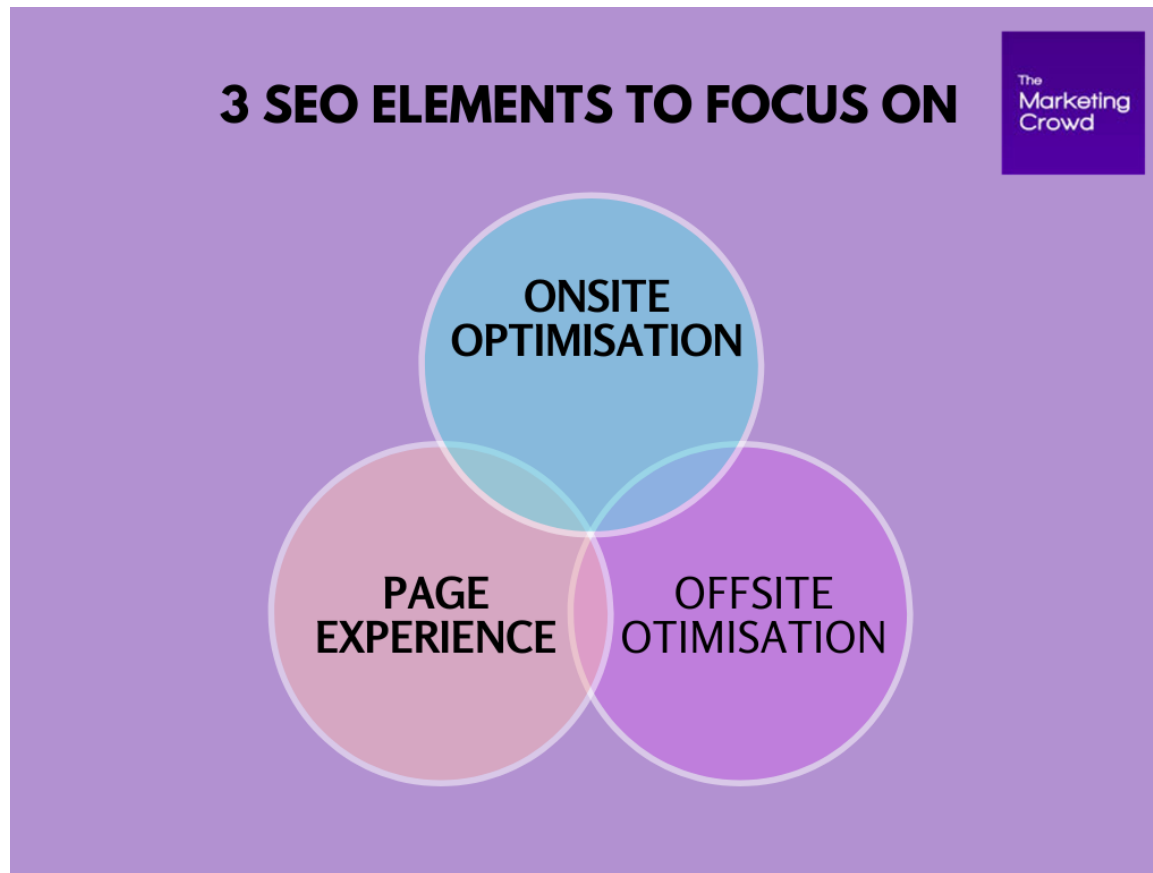 3 SEO ELEMENTS TO FOCUS ON
The
Marketing
Crowd
ONSITE
OPTIMISATION
PAGE
EXPERIENCE
OFFSITE
OTIMISATION